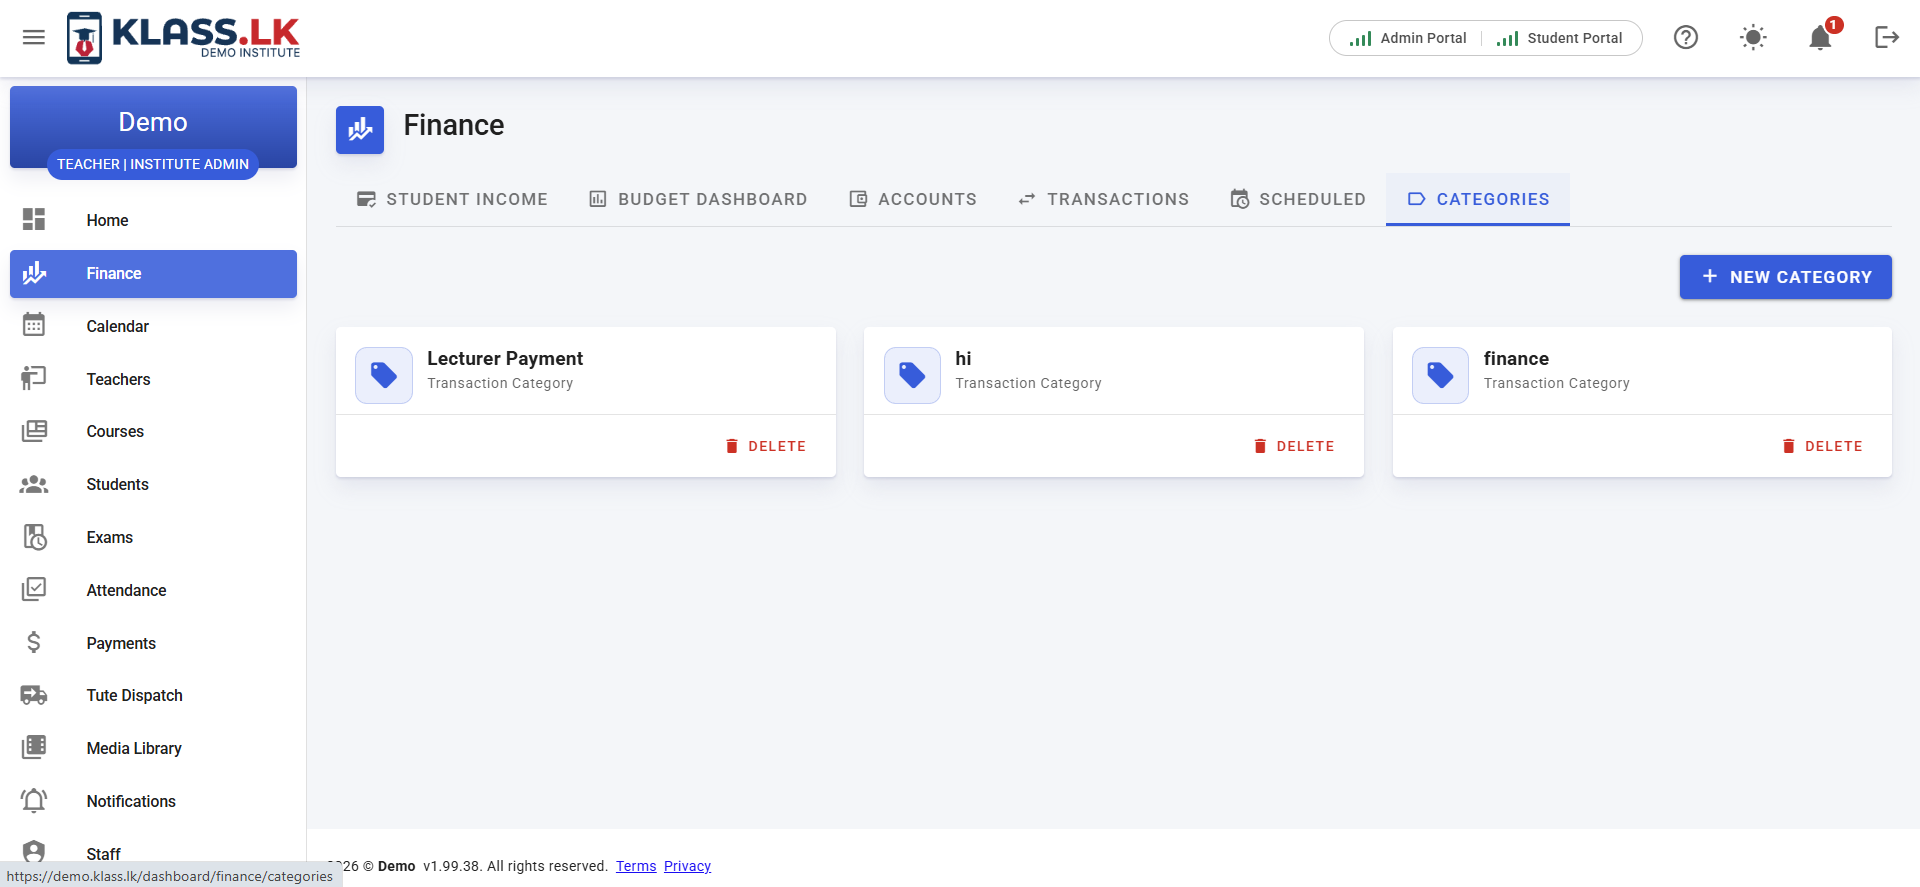 KLASS.LK
DEMO INSTITUTE
Admin Portal
Student Portal
1
Demo
TEACHER | INSTITUTE ADMIN
Home
Finance
Calendar
Teachers
Courses
Students
Exams
Attendance
Payments
Tute Dispatch
Media Library
Notifications
Staff
Finance
STUDENT INCOME
BUDGET DASHBOARD
ACCOUNTS
TRANSACTIONS
SCHEDULED
CATEGORIES
+ NEW CATEGORY
Lecturer Payment
Transaction Category
DELETE
hi
Transaction Category
DELETE
finance
Transaction Category
DELETE
26 © Demo v1.99.38. All rights reserved. Terms Privacy
https://demo.klass.lk/dashboard/finance/categories